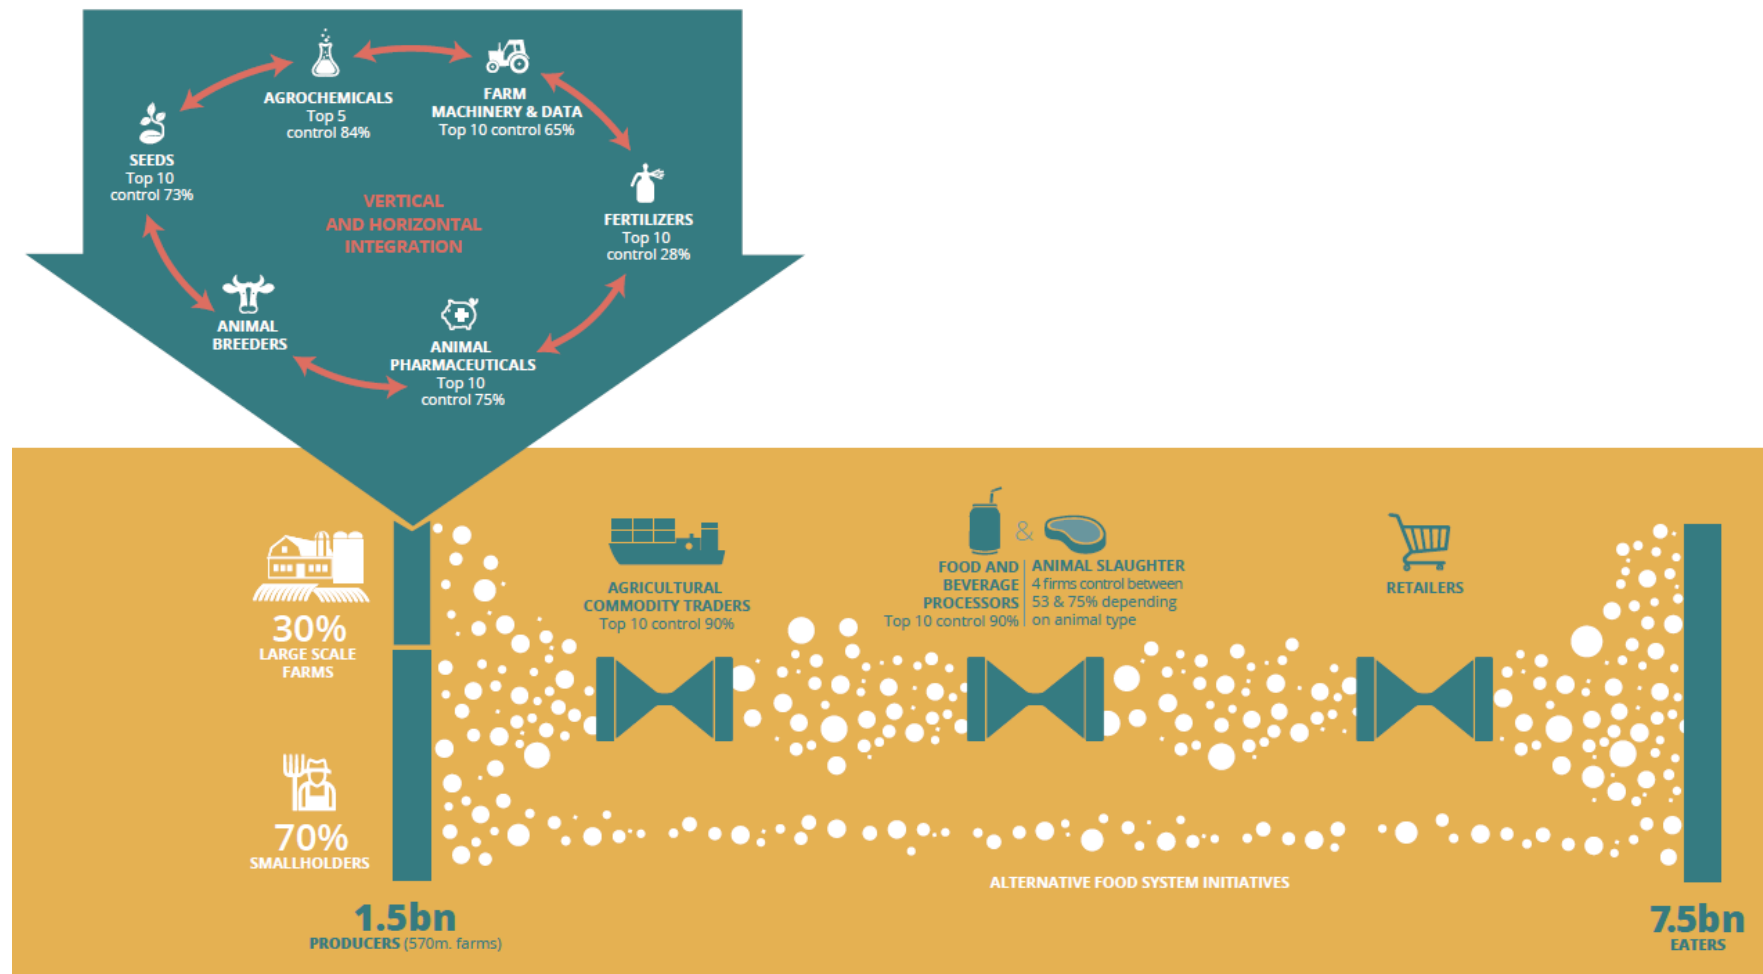 AGROCHEMICALS
Top 5
control 84%
FARM
MACHINERY & DATA
Top 10 control 65%
SEEDS
Top 10
control 73%
VERTICAL
AND HORIZONTAL
INTEGRATION
FERTILIZERS
Top 10
control 28%
ANIMAL
BREEDERS
ANIMAL
PHARMACEUTICALS
Top 10
control 75%
30%
LARGE SCALE
FARMS
70%
SMALLHOLDERS
1.5bn
PRODUCERS (570m. farms)
AGRICULTURAL
COMMODITY TRADERS
Top 10 control 90%
&
FOOD AND
BEVERAGE
PROCESSORS
Top 10 control 90%
ANIMAL SLAUGHTER
4 firms control between
53 & 75% depending
on animal type
RETAILERS
ALTERNATIVE FOOD SYSTEM INITIATIVES
7.5bn
EATERS